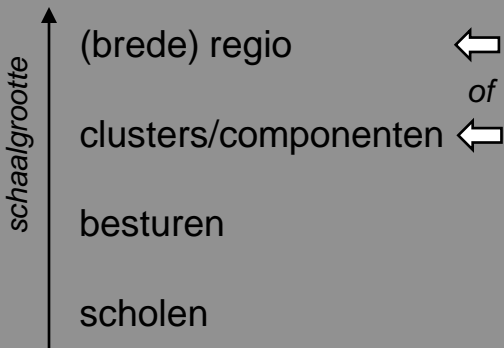 schaalgrootte
(brede) regio
of
clusters/componenten
besturen
scholen